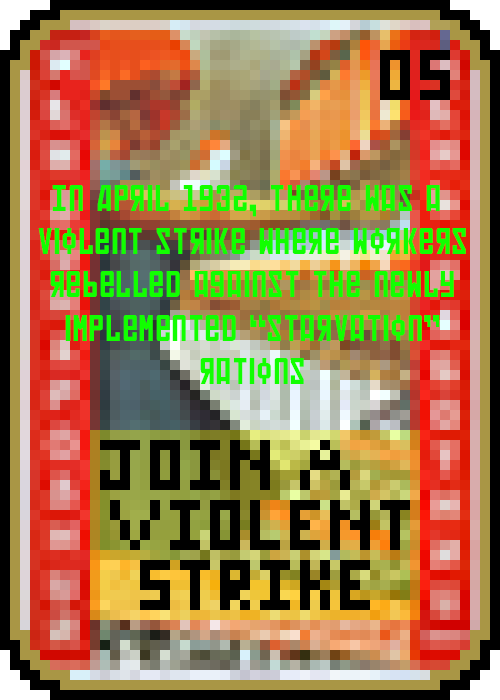 05
IN APRIL 1932, THERE WAS A
VIOLENT STRIKE WHERE WORKERS
REBELLED AGAINST THE NEWLY
IMPLEMENTED “STARVATION”
RATIONS
JOIN A
VIOLENT
STRIKE